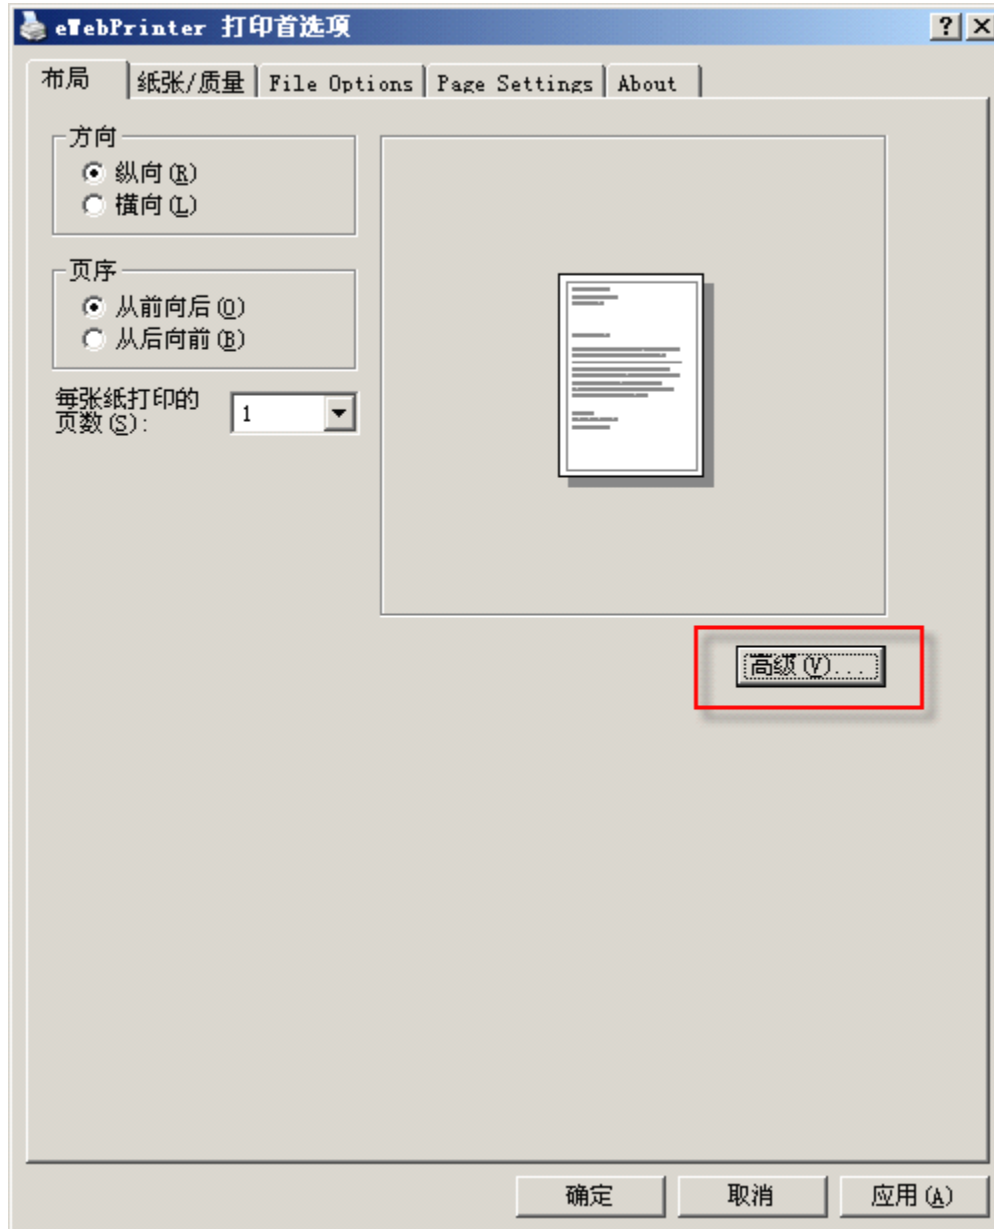 eWebPrinter 打印首选项
布局 纸张/质量 File Options Page Settings About
方向
纵向(R)
横向(L)
页序
从前向后(O)
从后向前(B)
每张纸打印的
页数(S):
1
高级(V)...
确定 取消 应用(A)